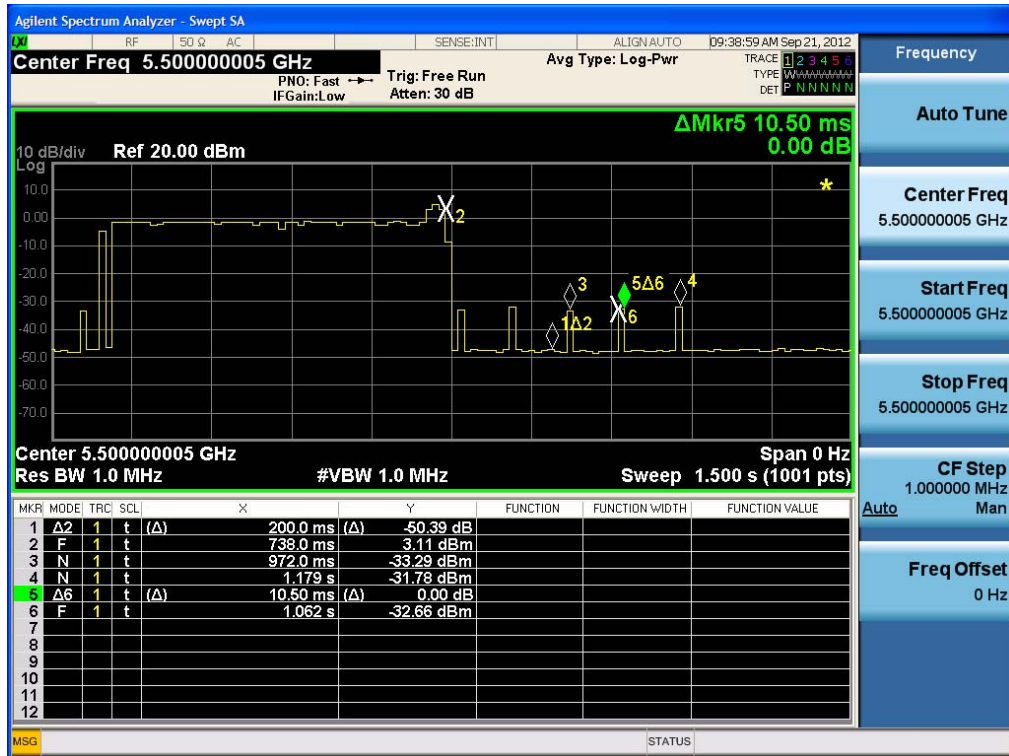 Agilent Spectrum Analyzer - Swept SA
LXI RF 50 Ω AC SENSE:INT ALIGN AUTO 09:38:59 AM Sep 21, 2012
Center Freq 5.500000005 GHz
PNO: Fast
IFGain:Low
Trig: Free Run
Atten: 30 dB
Avg Type: Log-Pwr
TRACE 1 2 3 4 5 6
TYPE
DET P N N N N N
Frequency
Auto Tune
Center Freq
5.500000005 GHz
Start Freq
5.500000005 GHz
Stop Freq
5.500000005 GHz
CF Step
1.000000 MHz
Auto Man
Freq Offset
0 Hz
ΔMkr5 10.50 ms
0.00 dB
10 dB/div Ref 20.00 dBm
Log
10.0
0.00
-10.0
-20.0
-30.0
-40.0
-50.0
-60.0
-70.0
2
3
5Δ6
4
1Δ2
6
*
Center 5.500000005 GHz Span 0 Hz
Res BW 1.0 MHz #VBW 1.0 MHz Sweep 1.500 s (1001 pts)
MKR MODE TRC SCL X Y FUNCTION FUNCTION WIDTH FUNCTION VALUE
1 Δ2 1 t (Δ) 200.0 ms (Δ) -50.39 dB
2 F 1 t 738.0 ms 3.11 dBm
3 N 1 t 972.0 ms -33.29 dBm
4 N 1 t 1.179 s -31.78 dBm
5 Δ6 1 t (Δ) 10.50 ms (Δ) 0.00 dB
6 F 1 t 1.062 s -32.66 dBm
7
8
9
10
11
12
MSG STATUS